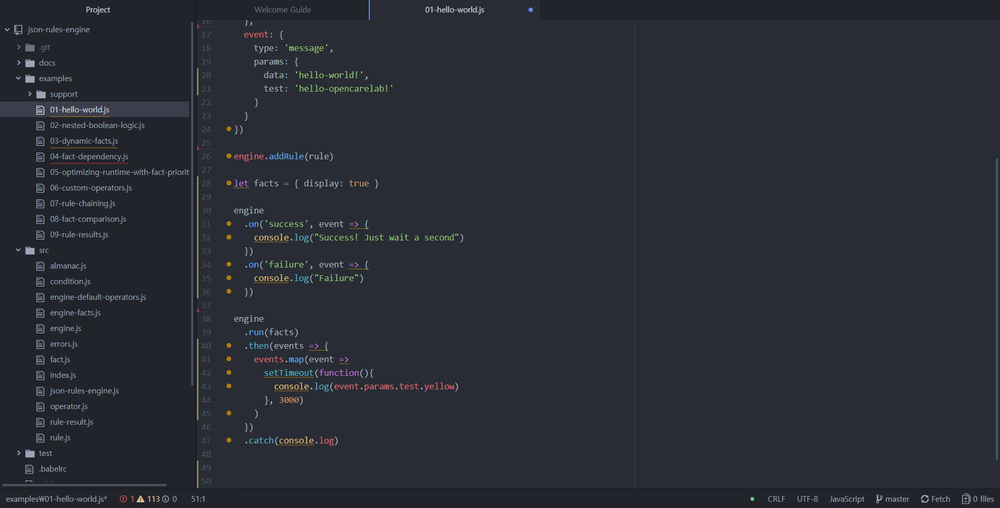 Project
json-rules-engine
.git
docs
examples
support
01-hello-world.js
02-nested-boolean-logic.js
03-dynamic-facts.js
04-fact-dependency.js
05-optimizing-runtime-with-fact-priorit
06-custom-operators.js
07-rule-chaining.js
08-fact-comparison.js
09-rule-results.js
src
almanac.js
condition.js
engine-default-operators.js
engine-facts.js
engine.js
errors.js
fact.js
index.js
json-rules-engine.js
operator.js
rule-result.js
rule.js
test
.babelrc
Welcome Guide
01-hello-world.js
16 },
17 event: {
18 type: 'message',
19 params: {
20 data: 'hello-world!',
21 test: 'hello-opencarelab!'
22 }
23 }
24 })
25
26 engine.addRule(rule)
27
28 let facts = { display: true }
29
30 engine
31 .on('success', event => {
32 console.log("Success! Just wait a second")
33 })
34 .on('failure', event => {
35 console.log("Failure")
36 })
37
38 engine
39 .run(facts)
40 .then(events => {
41 events.map(event =>
42 setTimeout(function(){
43 console.log(event.params.test.yellow)
44 }, 3000)
45 )
46 })
47 .catch(console.log)
48
49
50
examples₩01-hello-world.js* 1 113 0 51:1 CRLF UTF-8 JavaScript master Fetch 0 files